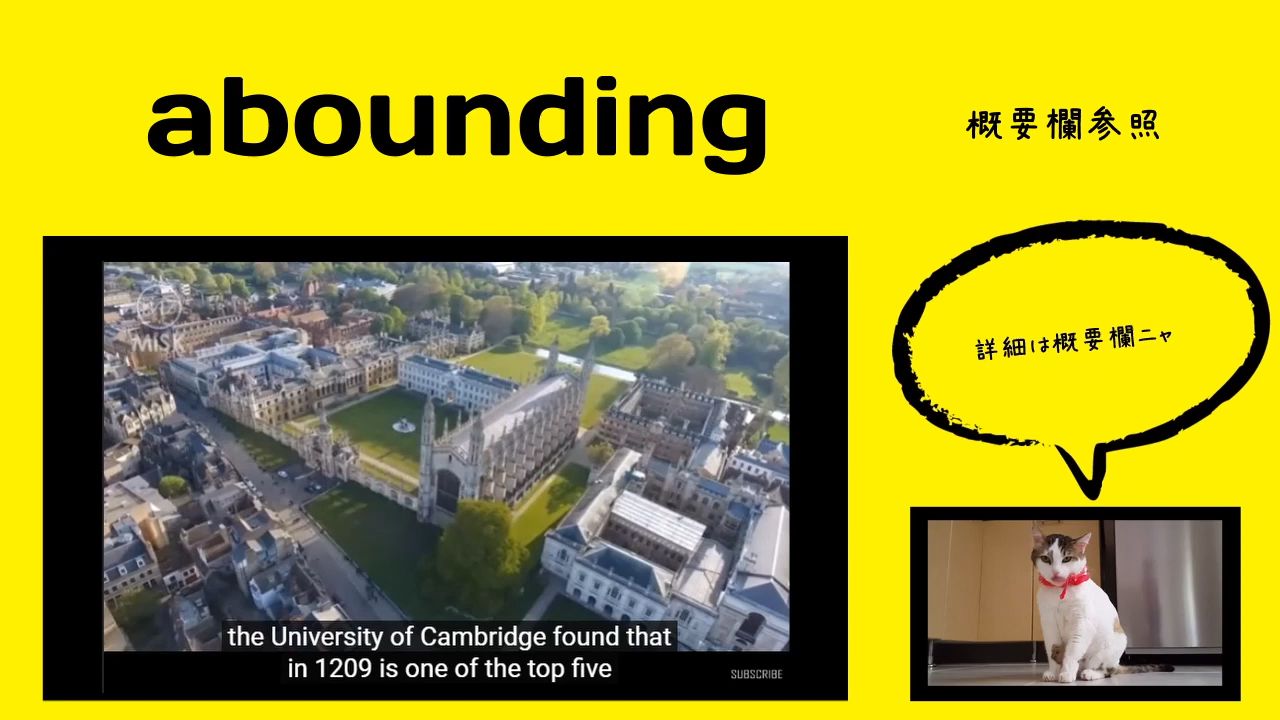 abounding
概要欄参照
詳細は概要欄ニャ
MISK
the University of Cambridge found that
in 1209 is one of the top five
SUBSCRIBE